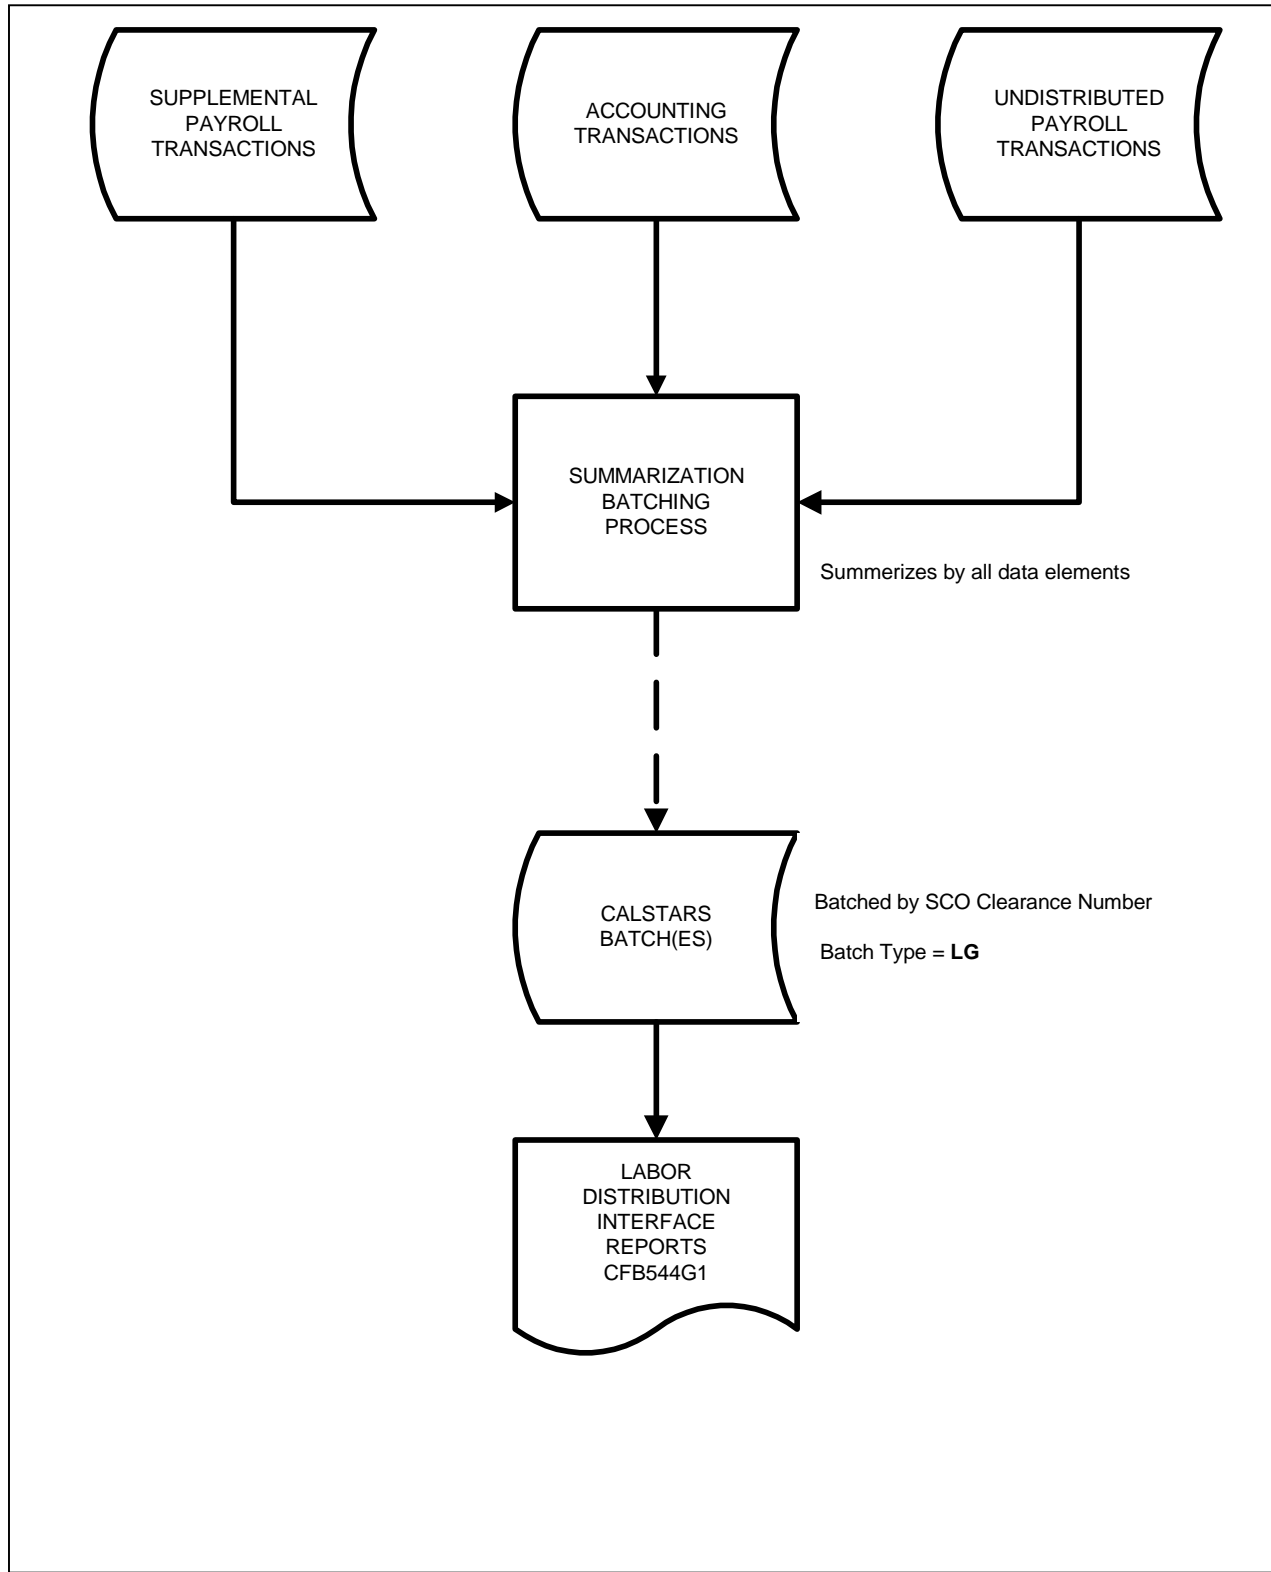 SUPPLEMENTAL
PAYROLL
TRANSACTIONS
ACCOUNTING
TRANSACTIONS
UNDISTRIBUTED
PAYROLL
TRANSACTIONS
SUMMARIZATION
BATCHING
PROCESS
Summerizes by all data elements
CALSTARS
BATCH(ES)
Batched by SCO Clearance Number
Batch Type = LG
LABOR
DISTRIBUTION
INTERFACE
REPORTS
CFB544G1